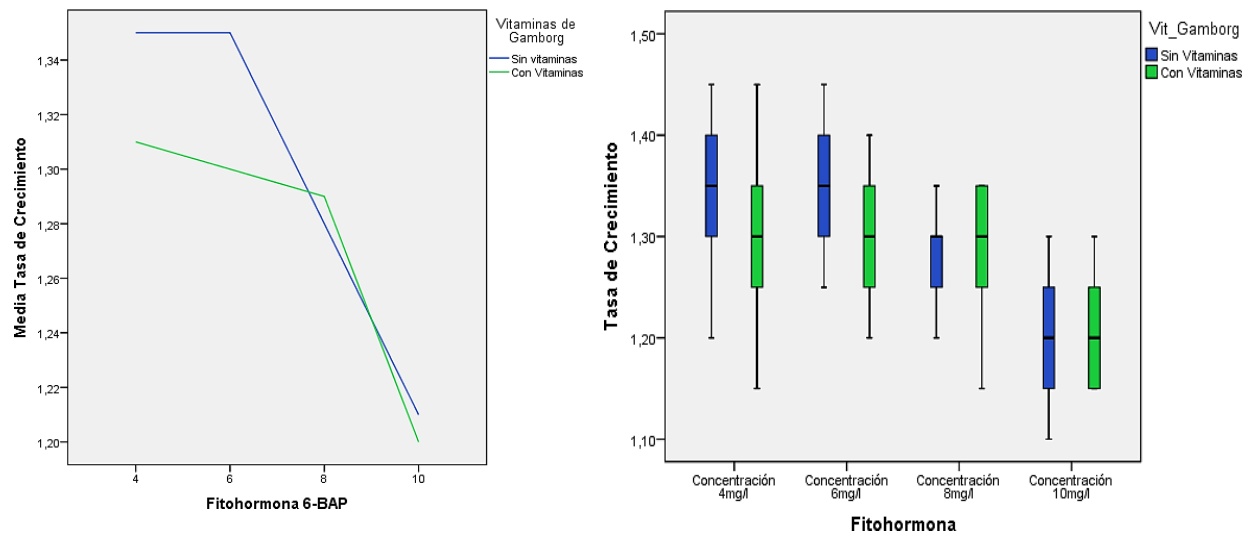 Vitaminas de
Gamborg
Sin vitaminas
Con Vitaminas
1,34
1,32
1,30
1,28
1,26
1,24
1,22
1,20
Media Tasa de Crecimiento
4
6
8
10
Fitohormona 6-BAP
Vit_Gamborg
Sin Vitaminas
Con Vitaminas
1,50
1,40
1,30
1,20
1,10
Tasa de Crecimiento
Concentración
4mg/l
Concentración
6mg/l
Concentración
8mg/l
Concentración
10mg/l
Fitohormona